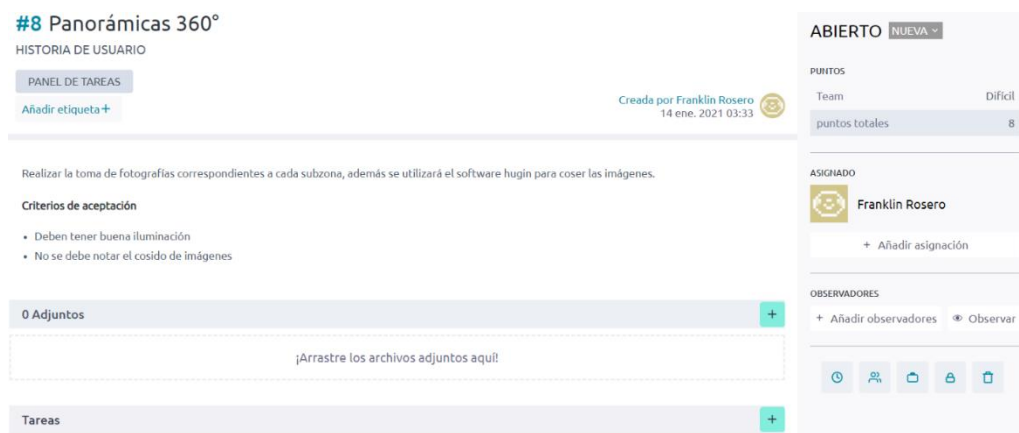 #8 Panorámicas 360°
HISTORIA DE USUARIO
PANEL DE TAREAS
Añadir etiqueta+
Creada por Franklin Rosero
14 ene. 2021 03:33
Realizar la toma de fotografías correspondientes a cada subzona, además se utilizará el software hugin para coser las imágenes.
Criterios de aceptación
• Deben tener buena iluminación
• No se debe notar el cosido de imágenes
0 Adjuntos +
¡Arrastre los archivos adjuntos aquí!
Tareas +
ABIERTO NUEVA
PUNTOS
Team Difícil
puntos totales 8
ASIGNADO
Franklin Rosero
+ Añadir asignación
OBSERVADORES
+ Añadir observadores Observar